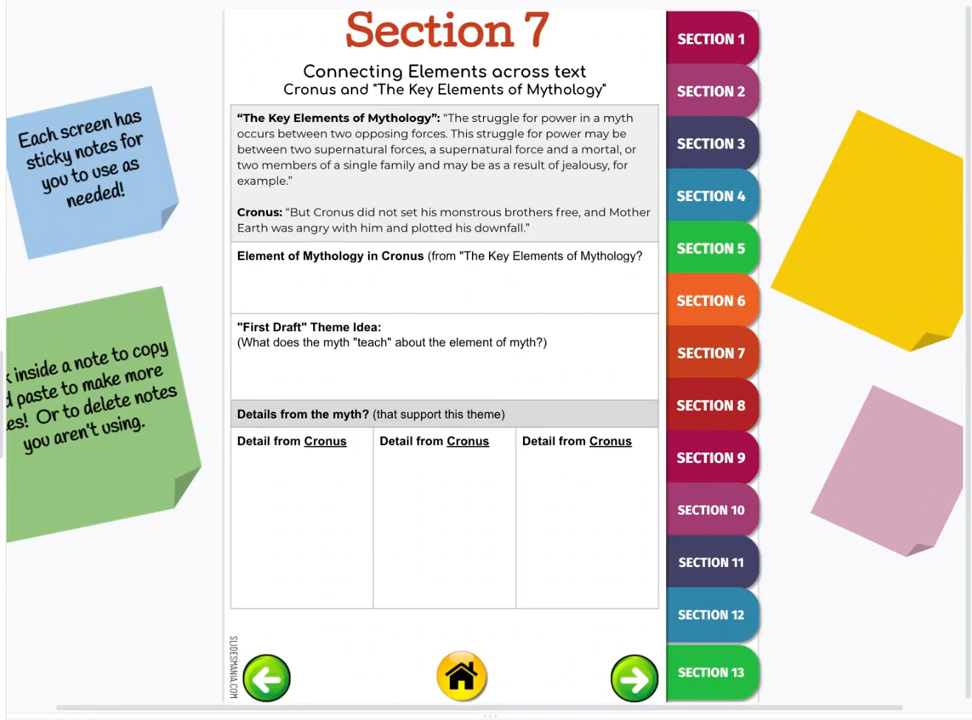 Section 7
Connecting Elements across text
Cronus and "The Key Elements of Mythology"
“The Key Elements of Mythology”: “The struggle for power in a myth
occurs between two opposing forces. This struggle for power may be
between two supernatural forces, a supernatural force and a mortal, or
two members of a single family and may be as a result of jealousy, for
example.”
Cronus: “But Cronus did not set his monstrous brothers free, and Mother
Earth was angry with him and plotted his downfall.”
Element of Mythology in Cronus (from "The Key Elements of Mythology?
"First Draft" Theme Idea:
(What does the myth "teach" about the element of myth?)
Details from the myth? (that support this theme)
Detail from Cronus
Detail from Cronus
Detail from Cronus
SLIDESMANIA.COM
Each screen has
sticky notes for
you to use as
needed!
inside a note to copy
paste to make more
Or to delete notes
you aren't using.
SECTION 1
SECTION 2
SECTION 3
SECTION 4
SECTION 5
SECTION 6
SECTION 7
SECTION 8
SECTION 9
SECTION 10
SECTION 11
SECTION 12
SECTION 13